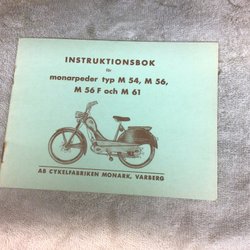 INSTRUKTIONSBOK
för
monarpeder typ M 54, M 56,
M 56 F och M 61
AB CYKELFABRIKEN MONARK, VARBERG